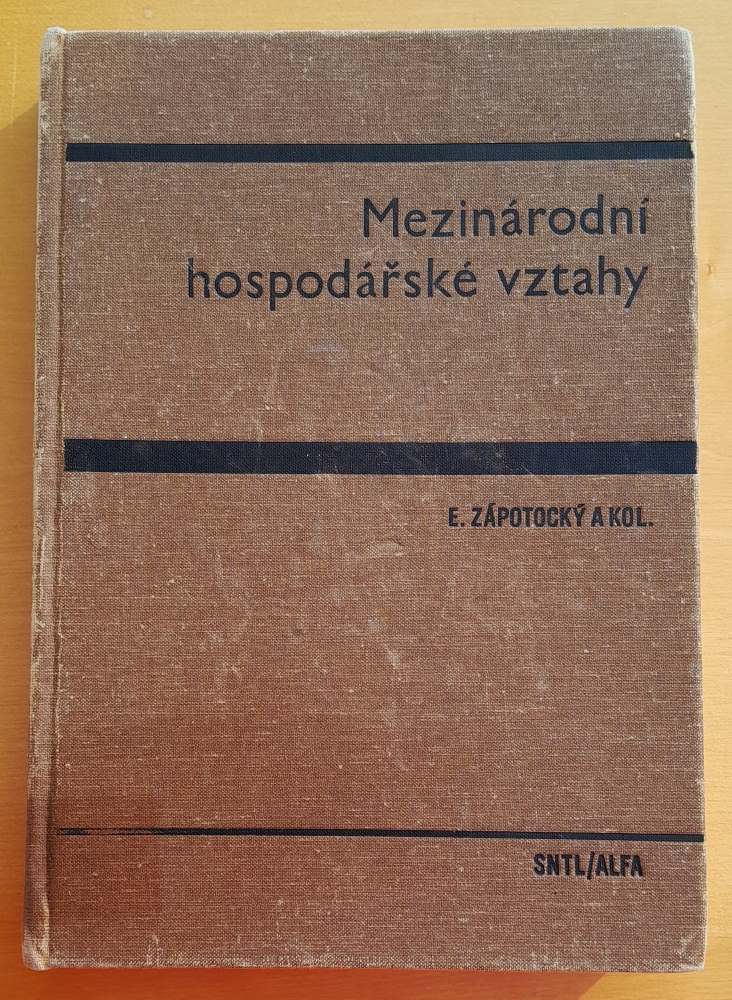 Mezinárodní
hospodářské vztahy
E. ZÁPOTOCKÝ A KOL.
SNTL/ALFA